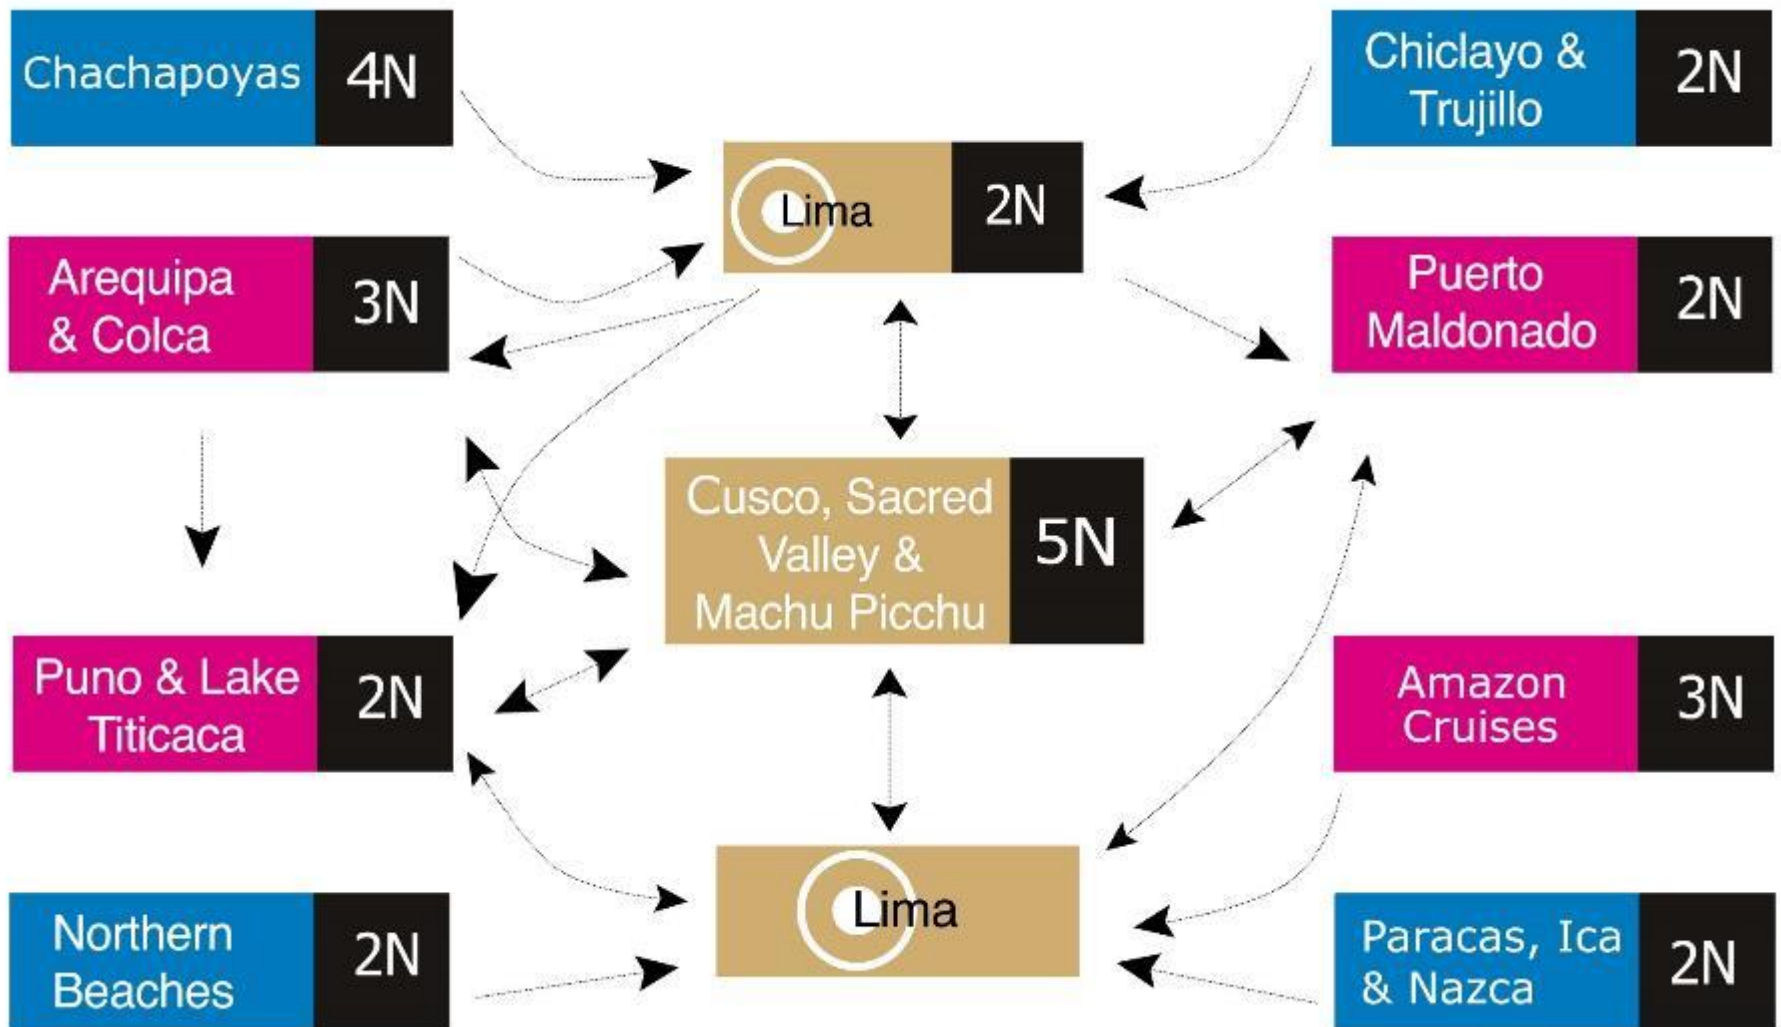 Chachapoyas 4N
Chiclayo &
Trujillo
2N
Lima 2N
Arequipa
& Colca
3N
Puerto
Maldonado
2N
Cusco, Sacred
Valley &
Machu Picchu
5N
Puno & Lake
Titicaca
2N
Amazon
Cruises
3N
Lima
Northern
Beaches
2N
Paracas, Ica
& Nazca
2N